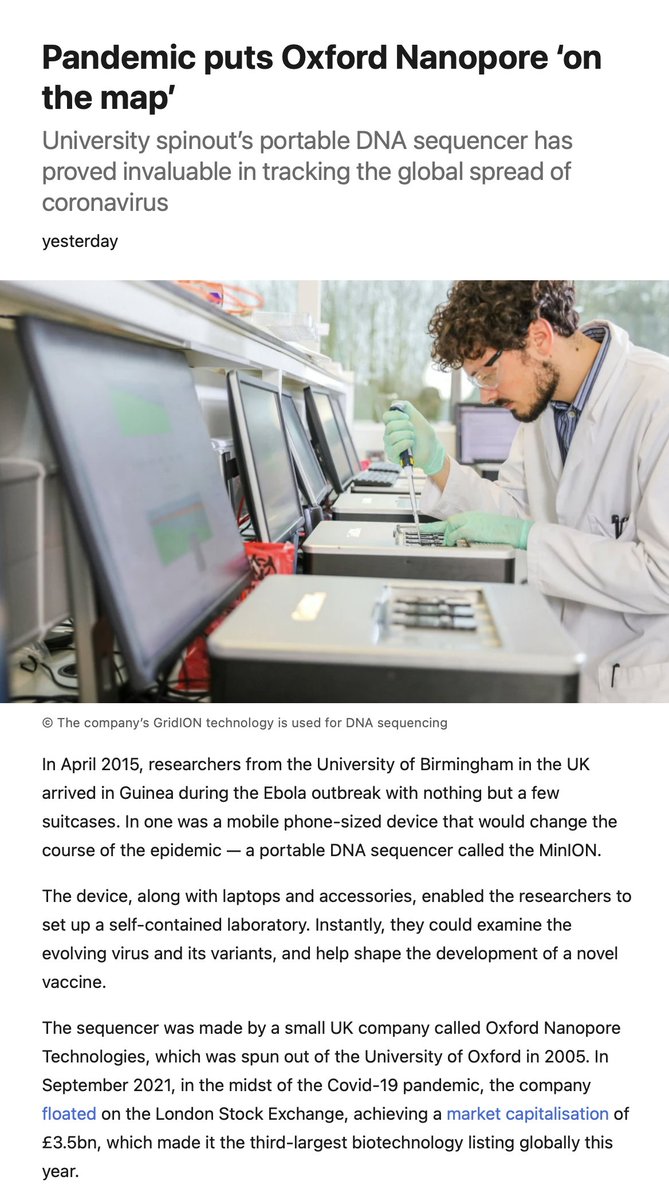 Pandemic puts Oxford Nanopore ‘on
the map’
University spinout’s portable DNA sequencer has
proved invaluable in tracking the global spread of
coronavirus
yesterday
© The company’s GridION technology is used for DNA sequencing
In April 2015, researchers from the University of Birmingham in the UK
arrived in Guinea during the Ebola outbreak with nothing but a few
suitcases. In one was a mobile phone-sized device that would change the
course of the epidemic — a portable DNA sequencer called the MinION.
The device, along with laptops and accessories, enabled the researchers to
set up a self-contained laboratory. Instantly, they could examine the
evolving virus and its variants, and help shape the development of a novel
vaccine.
The sequencer was made by a small UK company called Oxford Nanopore
Technologies, which was spun out of the University of Oxford in 2005. In
September 2021, in the midst of the Covid-19 pandemic, the company
floated on the London Stock Exchange, achieving a market capitalisation of
£3.5bn, which made it the third-largest biotechnology listing globally this
year.